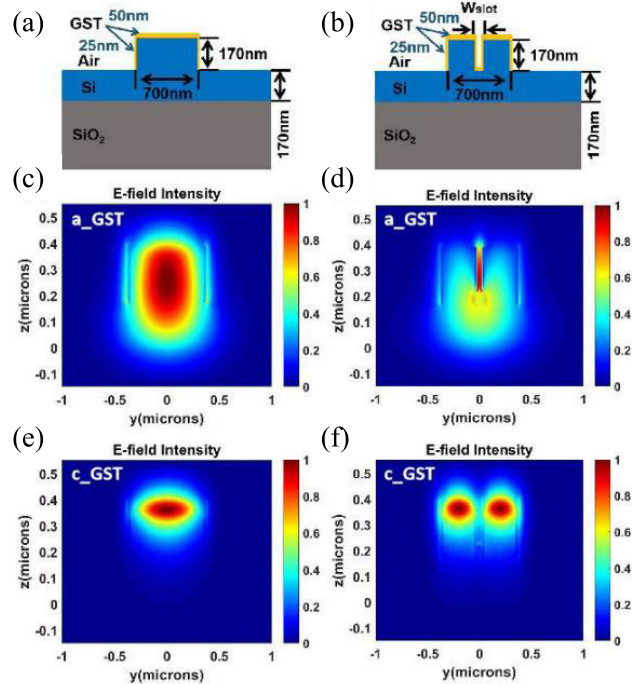 (a)
50nm
GST
25nm
Air
170nm
700nm
Si
SiO2
170nm
(b)
Wslot
50nm
GST
25nm
Air
170nm
700nm
Si
SiO2
170nm
(c)
E-field Intensity
a_GST
z(microns)
0.5
0.4
0.3
0.2
0.1
0
-0.1
-1 -0.5 0 0.5 1
y(microns)
1
0.8
0.6
0.4
0.2
0
(d)
E-field Intensity
a_GST
z(microns)
0.5
0.4
0.3
0.2
0.1
0
-0.1
-1 -0.5 0 0.5 1
y(microns)
1
0.8
0.6
0.4
0.2
0
(e)
E-field Intensity
c_GST
z(microns)
0.5
0.4
0.3
0.2
0.1
0
-0.1
-1 -0.5 0 0.5 1
y(microns)
1
0.8
0.6
0.4
0.2
0
(f)
E-field Intensity
c_GST
z(microns)
0.5
0.4
0.3
0.2
0.1
0
-0.1
-1 -0.5 0 0.5 1
y(microns)
1
0.8
0.6
0.4
0.2
0